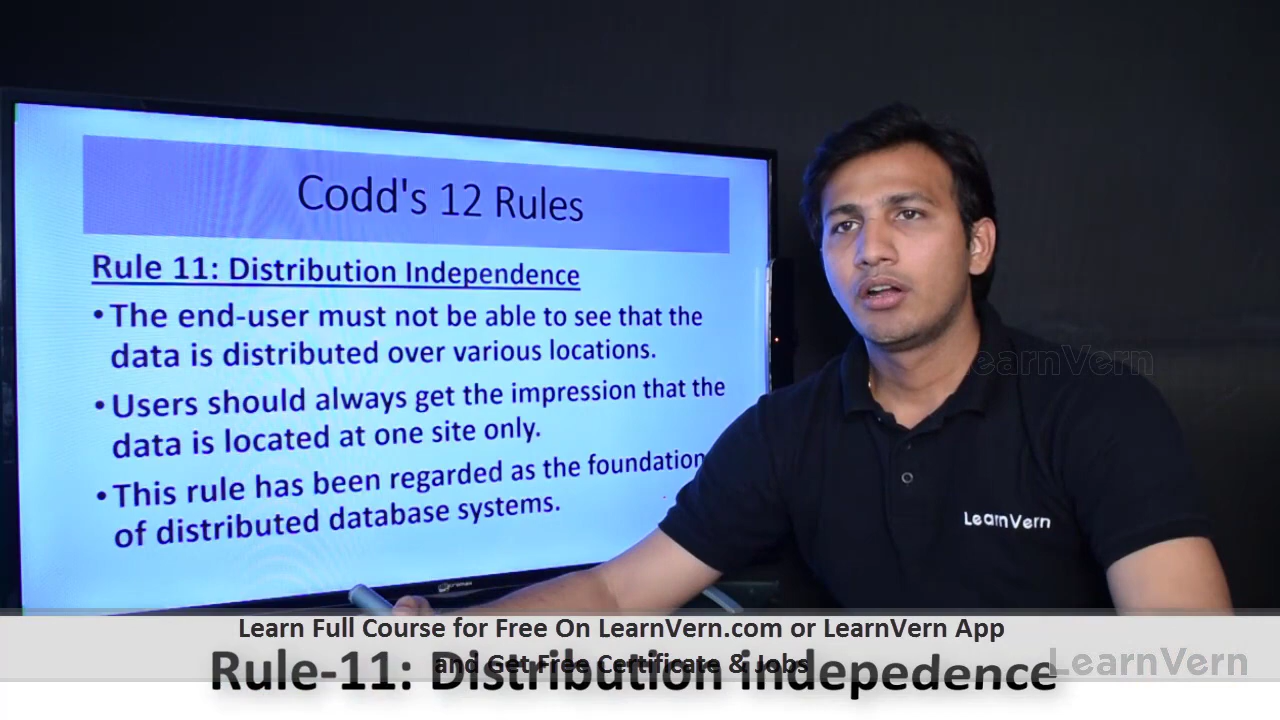 Codd's 12 Rules
Rule 11: Distribution Independence
• The end-user must not be able to see that the
data is distributed over various locations.
• Users should always get the impression that the
data is located at one site only.
• This rule has been regarded as the foundation
of distributed database systems.
LearnVern
LearnVern
Learn Full Course for Free On LearnVern.com or LearnVern App
and Get Free Certificate & Jobs
Rule-11: Distribution indepedence
LearnVern